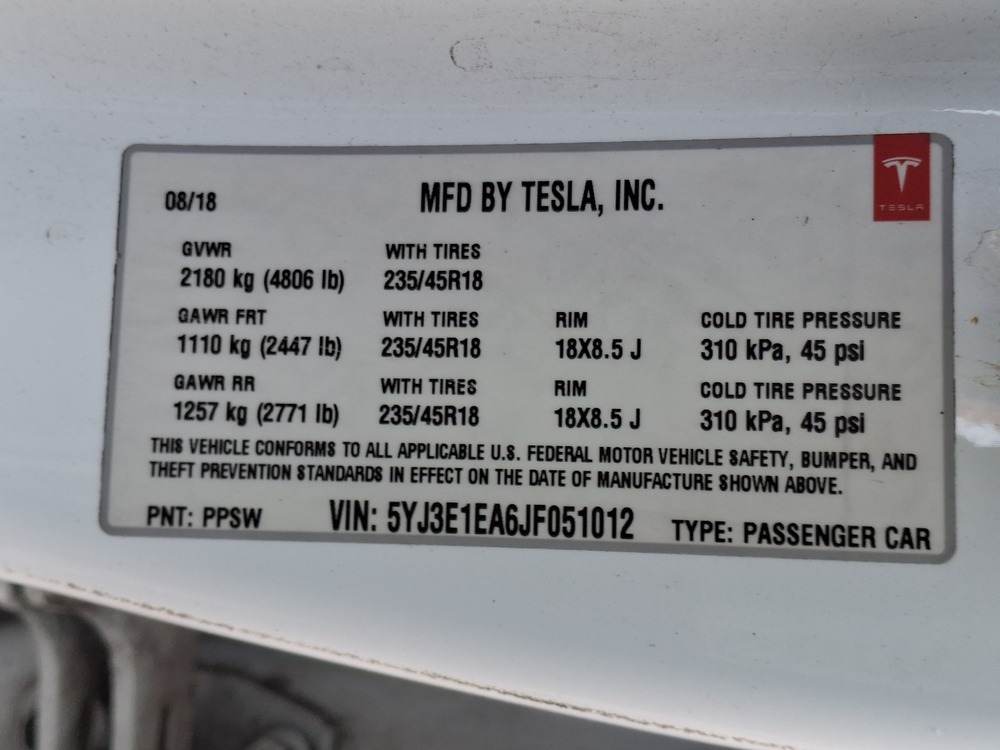 08/18 MFD BY TESLA, INC.
TESLA
GVWR WITH TIRES
2180 kg (4806 lb) 235/45R18
GAWR FRT WITH TIRES RIM COLD TIRE PRESSURE
1110 kg (2447 lb) 235/45R18 18X8.5 J 310 kPa, 45 psi
GAWR RR WITH TIRES RIM COLD TIRE PRESSURE
1257 kg (2771 lb) 235/45R18 18X8.5 J 310 kPa, 45 psi
THIS VEHICLE CONFORMS TO ALL APPLICABLE U.S. FEDERAL MOTOR VEHICLE SAFETY, BUMPER, AND
THEFT PREVENTION STANDARDS IN EFFECT ON THE DATE OF MANUFACTURE SHOWN ABOVE.
PNT: PPSW VIN: 5YJ3E1EA6JF051012 TYPE: PASSENGER CAR